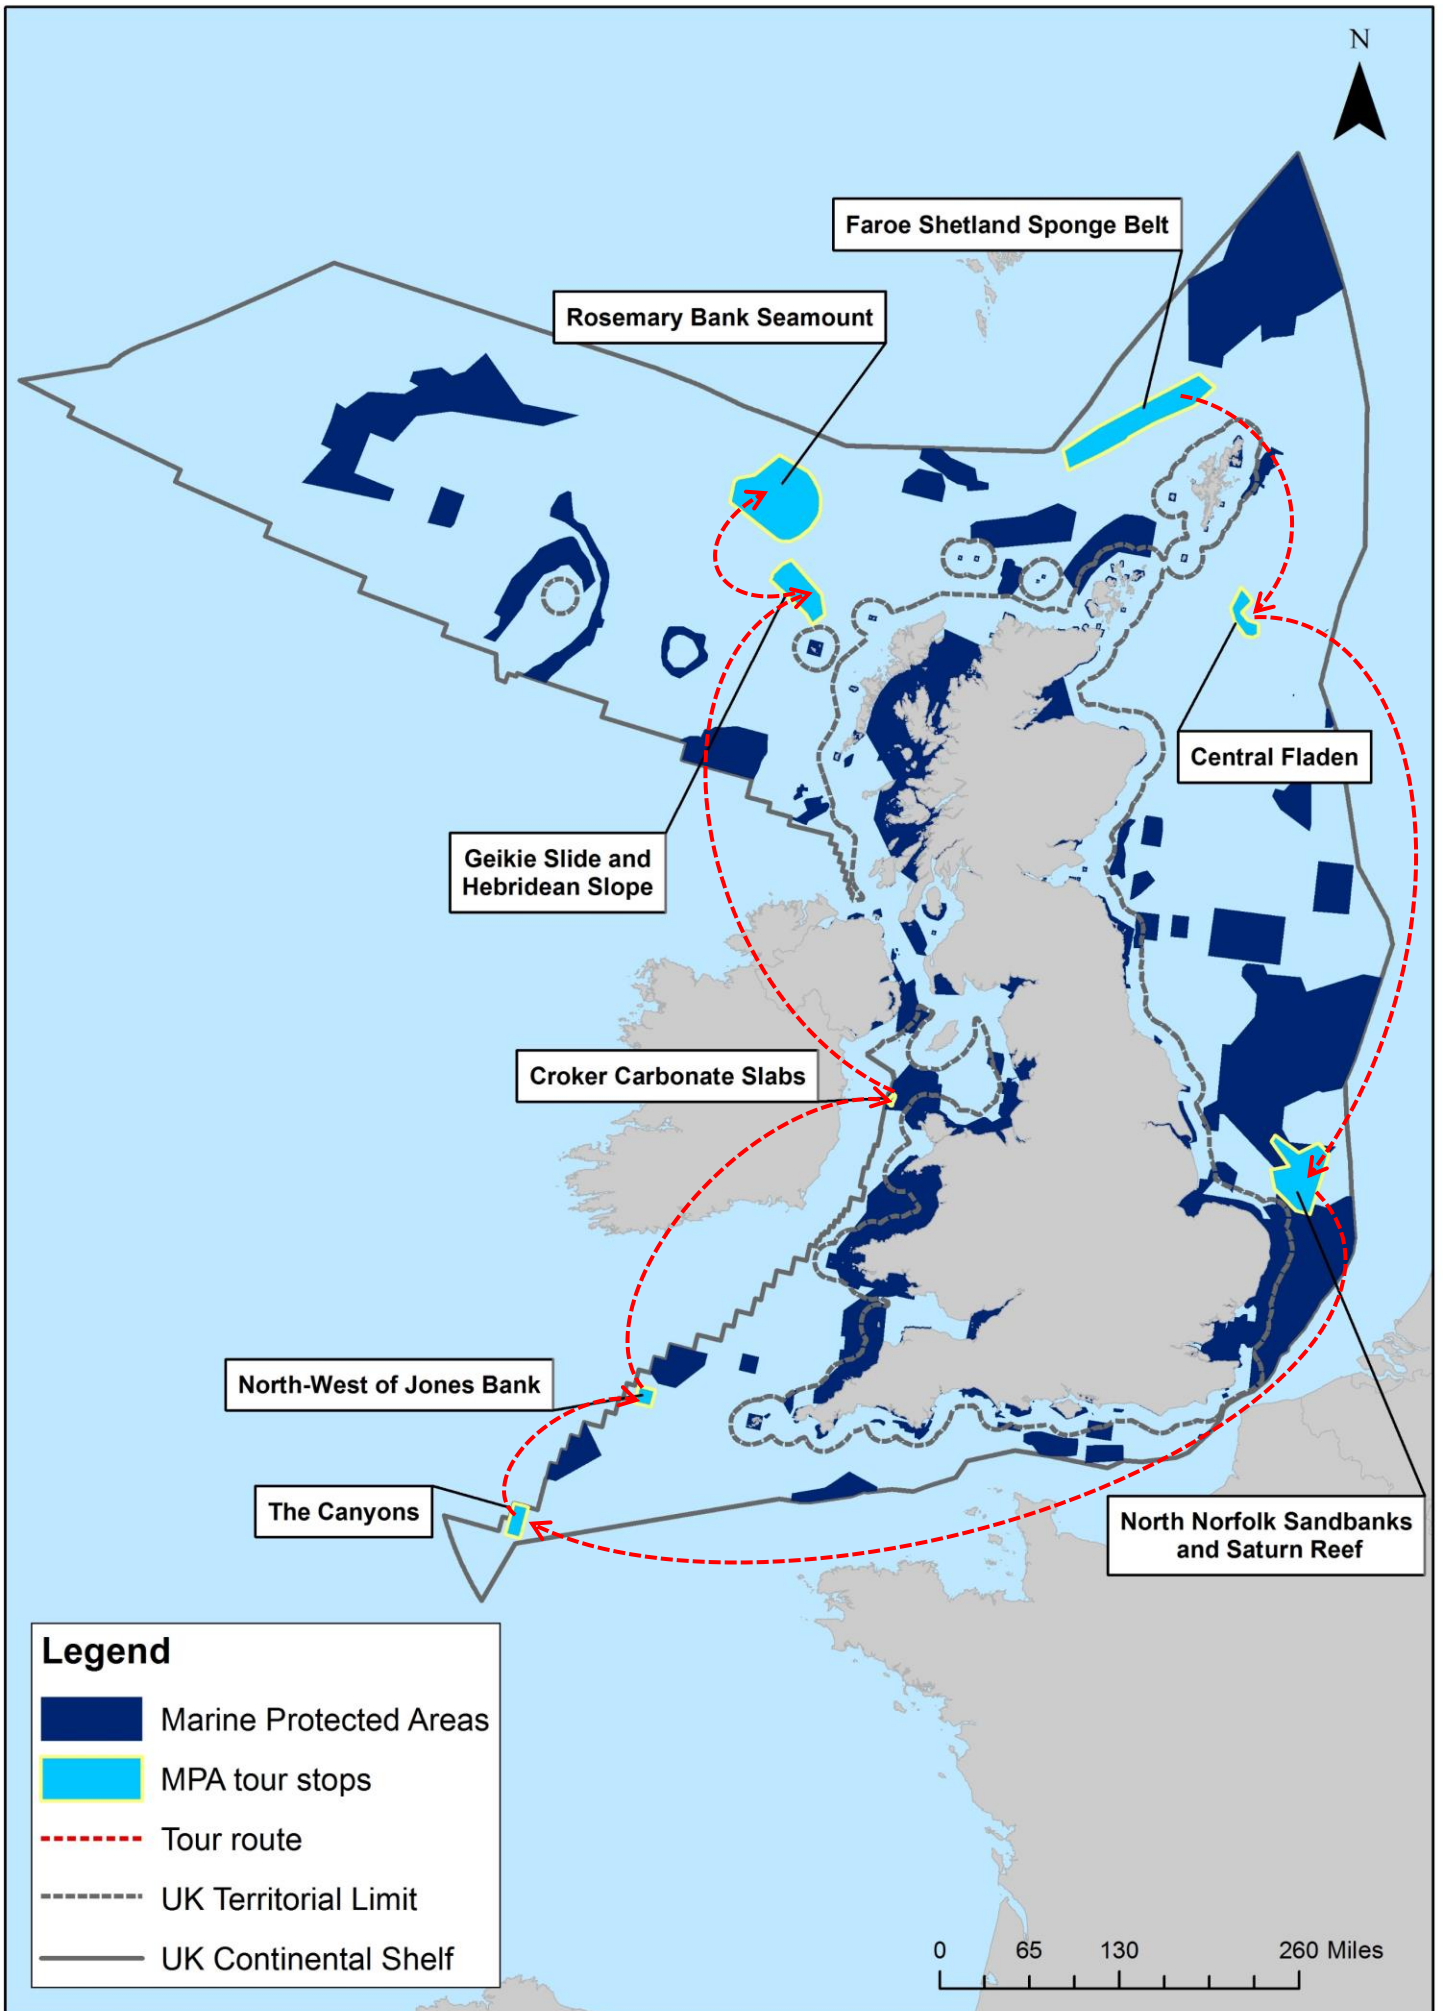 N
Faroe Shetland Sponge Belt
Rosemary Bank Seamount
Central Fladen
Geikie Slide and
Hebridean Slope
Croker Carbonate Slabs
North-West of Jones Bank
The Canyons
North Norfolk Sandbanks
and Saturn Reef
Legend
Marine Protected Areas
MPA tour stops
Tour route
UK Territorial Limit
UK Continental Shelf
0 65 130 260 Miles